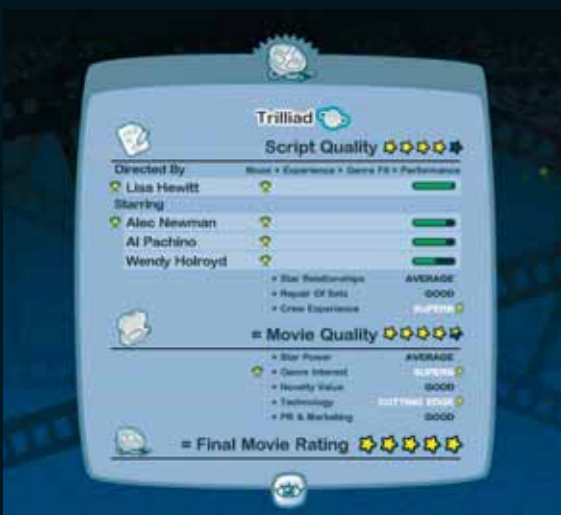 Trilliad
Script Quality
Directed By Mood + Experience + Genre Fit = Performance
Lisa Hewitt
Starring
Alec Newman
Al Pachino
Wendy Holroyd
+ Star Relationships AVERAGE
+ Repair Of Sets GOOD
+ Crew Experience SUPERB
= Movie Quality
+ Star Power AVERAGE
+ Genre Interest SUPERB
+ Novelty Value GOOD
+ Technology CUTTING EDGE
+ PR & Marketing GOOD
= Final Movie Rating